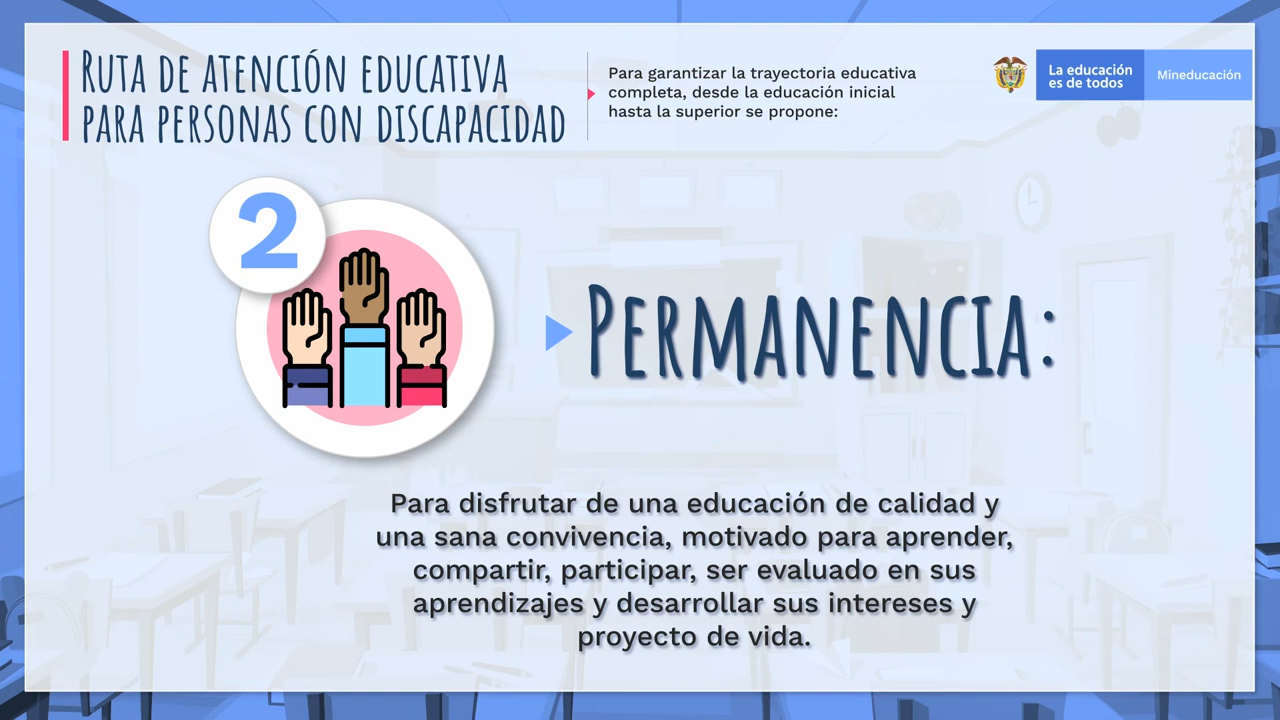 Ruta de atención educativa
para personas con discapacidad
Para garantizar la trayectoria educativa
completa, desde la educación inicial
hasta la superior se propone:
La educación
es de todos
Mineducación
2
Permanencia:
Para disfrutar de una educación de calidad y
una sana convivencia, motivado para aprender,
compartir, participar, ser evaluado en sus
aprendizajes y desarrollar sus intereses y
proyecto de vida.